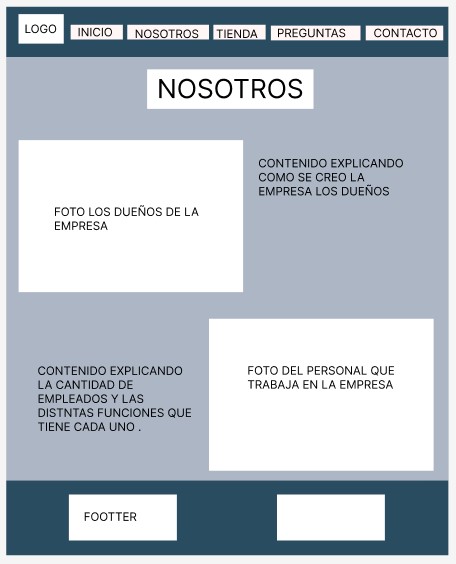 LOGO
INICIO
NOSOTROS
TIENDA
PREGUNTAS
CONTACTO
NOSOTROS
FOTO LOS DUEÑOS DE LA
EMPRESA
CONTENIDO EXPLICANDO
COMO SE CREO LA
EMPRESA LOS DUEÑOS
CONTENIDO EXPLICANDO
LA CANTIDAD DE
EMPLEADOS Y LAS
DISTNTAS FUNCIONES QUE
TIENE CADA UNO .
FOTO DEL PERSONAL QUE
TRABAJA EN LA EMPRESA
FOOTTER